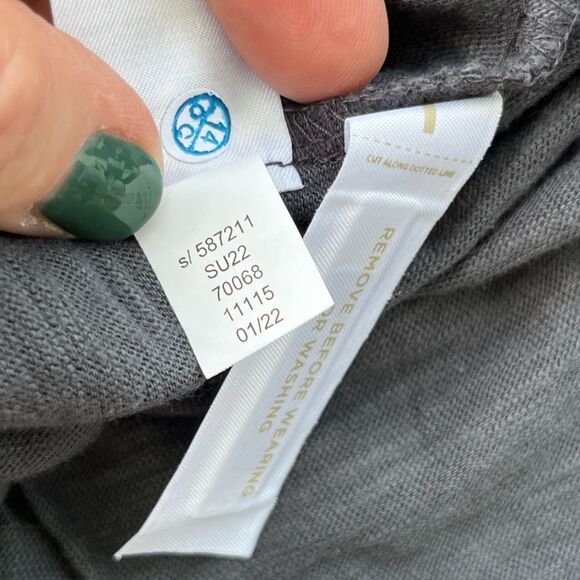 s/ 587211
SU22
70068
11115
01/22
CUT ALONG DOTTED LINE
REMOVE BEFORE WEARING
OR WASHING